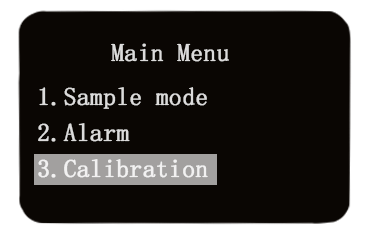 Main Menu
1.Sample mode
2.Alarm
3.Calibration